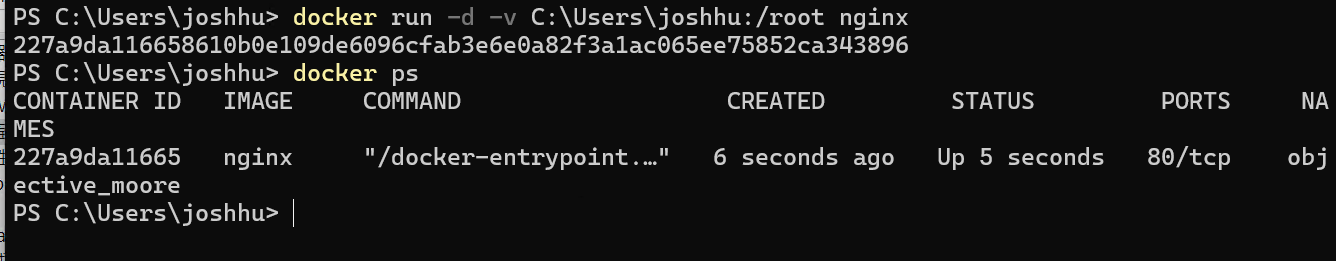 PS C:\Users\joshhu> docker run -d -v C:\Users\joshhu:/root nginx
227a9da116658610b0e109de6096cfab3e6e0a82f3a1ac065ee75852ca343896
PS C:\Users\joshhu> docker ps
CONTAINER ID   IMAGE     COMMAND                   CREATED         STATUS         PORTS     NA
MES
227a9da11665   nginx     "/docker-entrypoint.…"   6 seconds ago   Up 5 seconds   80/tcp    obj
ective_moore
PS C:\Users\joshhu>